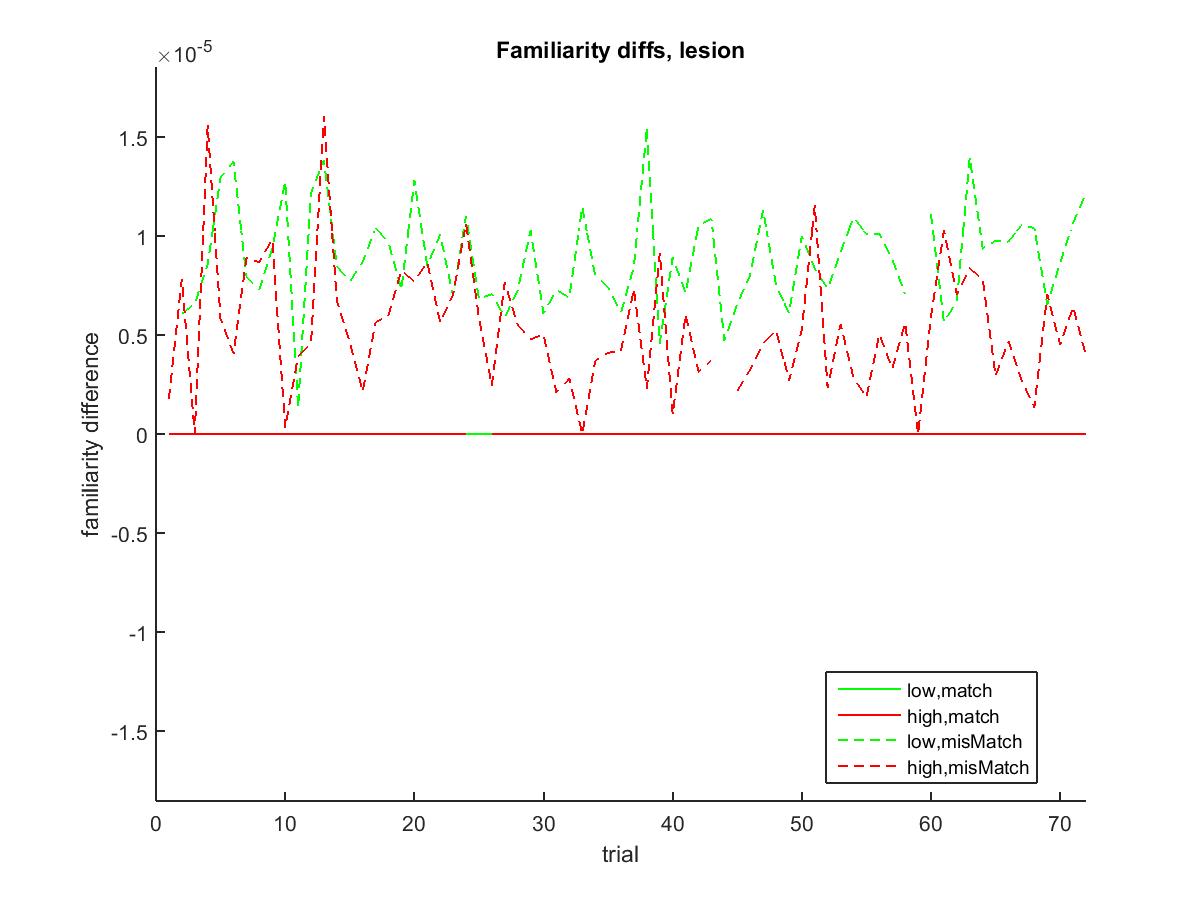 Familiarity diffs, lesion
×10-5
1.5
1
0.5
0
-0.5
-1
-1.5
familiarity difference
0 10 20 30 40 50 60 70
trial
low,match
high,match
low,misMatch
high,misMatch